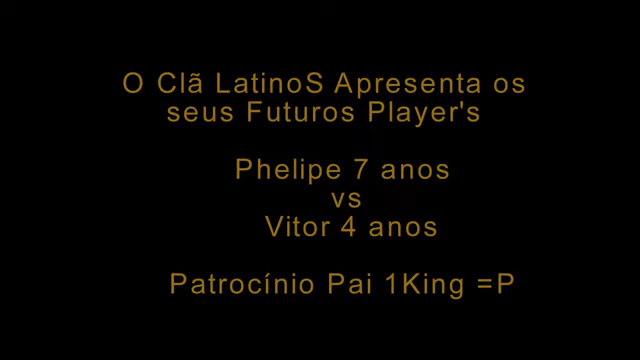 O Clã LatinoS Apresenta os
seus Futuros Player's
Phelipe 7 anos
vs
Vitor 4 anos
Patrocínio Pai 1King =P